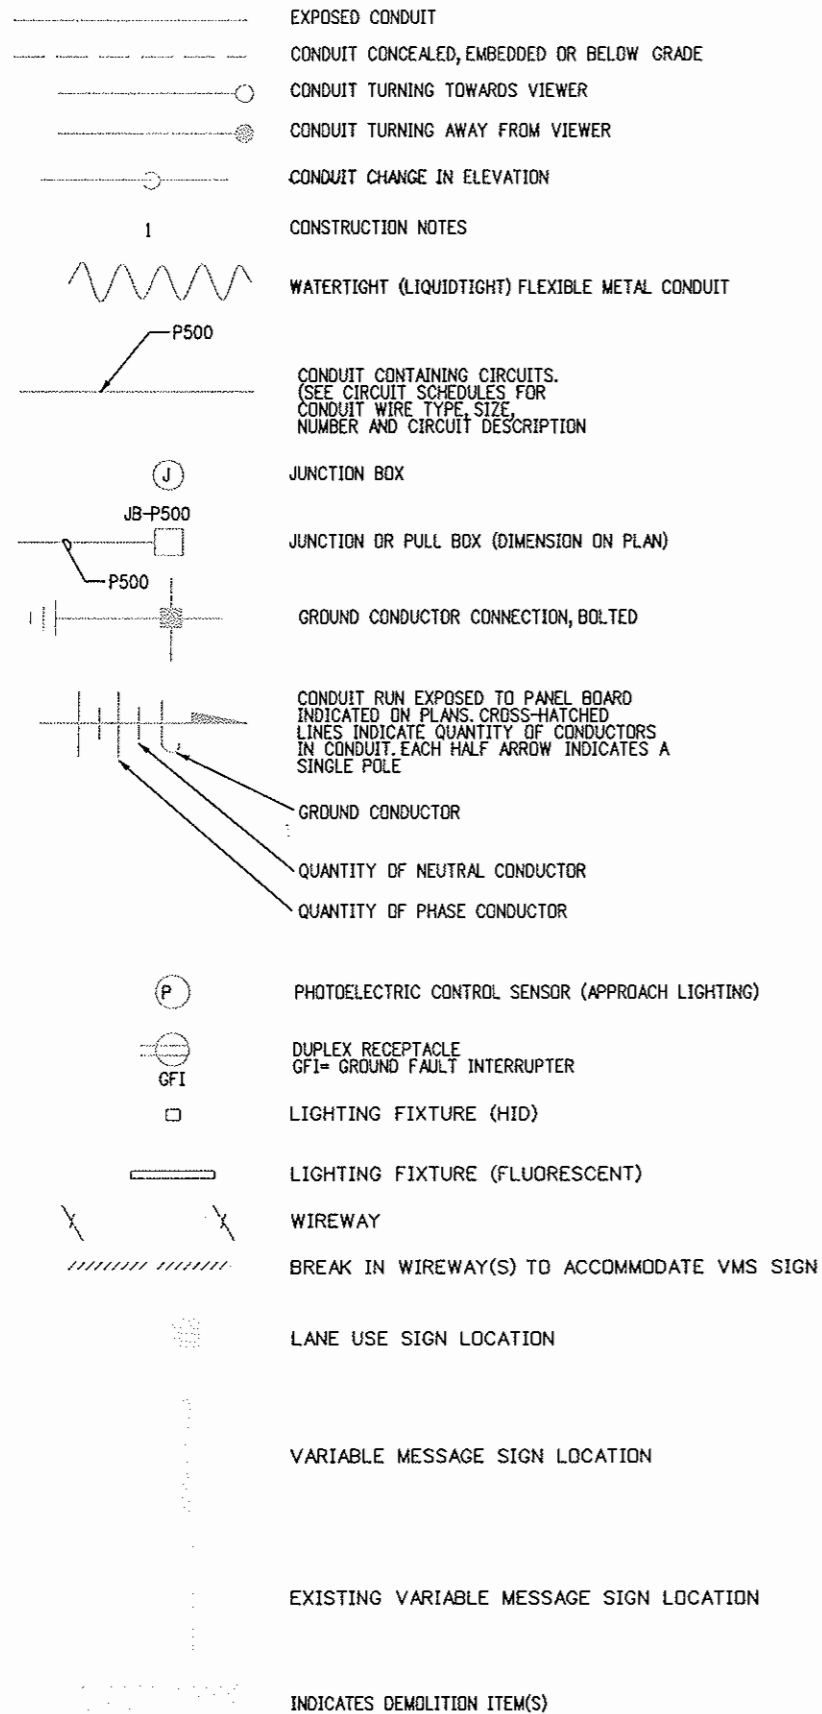 EXPOSED CONDUIT
CONDUIT CONCEALED, EMBEDDED OR BELOW GRADE
CONDUIT TURNING TOWARDS VIEWER
CONDUIT TURNING AWAY FROM VIEWER
CONDUIT CHANGE IN ELEVATION
1
CONSTRUCTION NOTES
WATERTIGHT (LIQUIDTIGHT) FLEXIBLE METAL CONDUIT
P500
CONDUIT CONTAINING CIRCUITS.
(SEE CIRCUIT SCHEDULES FOR
CONDUIT WIRE TYPE, SIZE,
NUMBER AND CIRCUIT DESCRIPTION
J
JUNCTION BOX
JB-P500
JUNCTION OR PULL BOX (DIMENSION ON PLAN)
P500
GROUND CONDUCTOR CONNECTION, BOLTED
CONDUIT RUN EXPOSED TO PANEL BOARD
INDICATED ON PLANS. CROSS-HATCHED
LINES INDICATE QUANTITY OF CONDUCTORS
IN CONDUIT. EACH HALF ARROW INDICATES A
SINGLE POLE
GROUND CONDUCTOR
QUANTITY OF NEUTRAL CONDUCTOR
QUANTITY OF PHASE CONDUCTOR
P
PHOTOELECTRIC CONTROL SENSOR (APPROACH LIGHTING)
DUPLEX RECEPTACLE
GFI= GROUND FAULT INTERRUPTER
GFI
LIGHTING FIXTURE (HID)
LIGHTING FIXTURE (FLUORESCENT)
WIREWAY
BREAK IN WIREWAY(S) TO ACCOMMODATE VMS SIGN
LANE USE SIGN LOCATION
VARIABLE MESSAGE SIGN LOCATION
EXISTING VARIABLE MESSAGE SIGN LOCATION
INDICATES DEMOLITION ITEM(S)